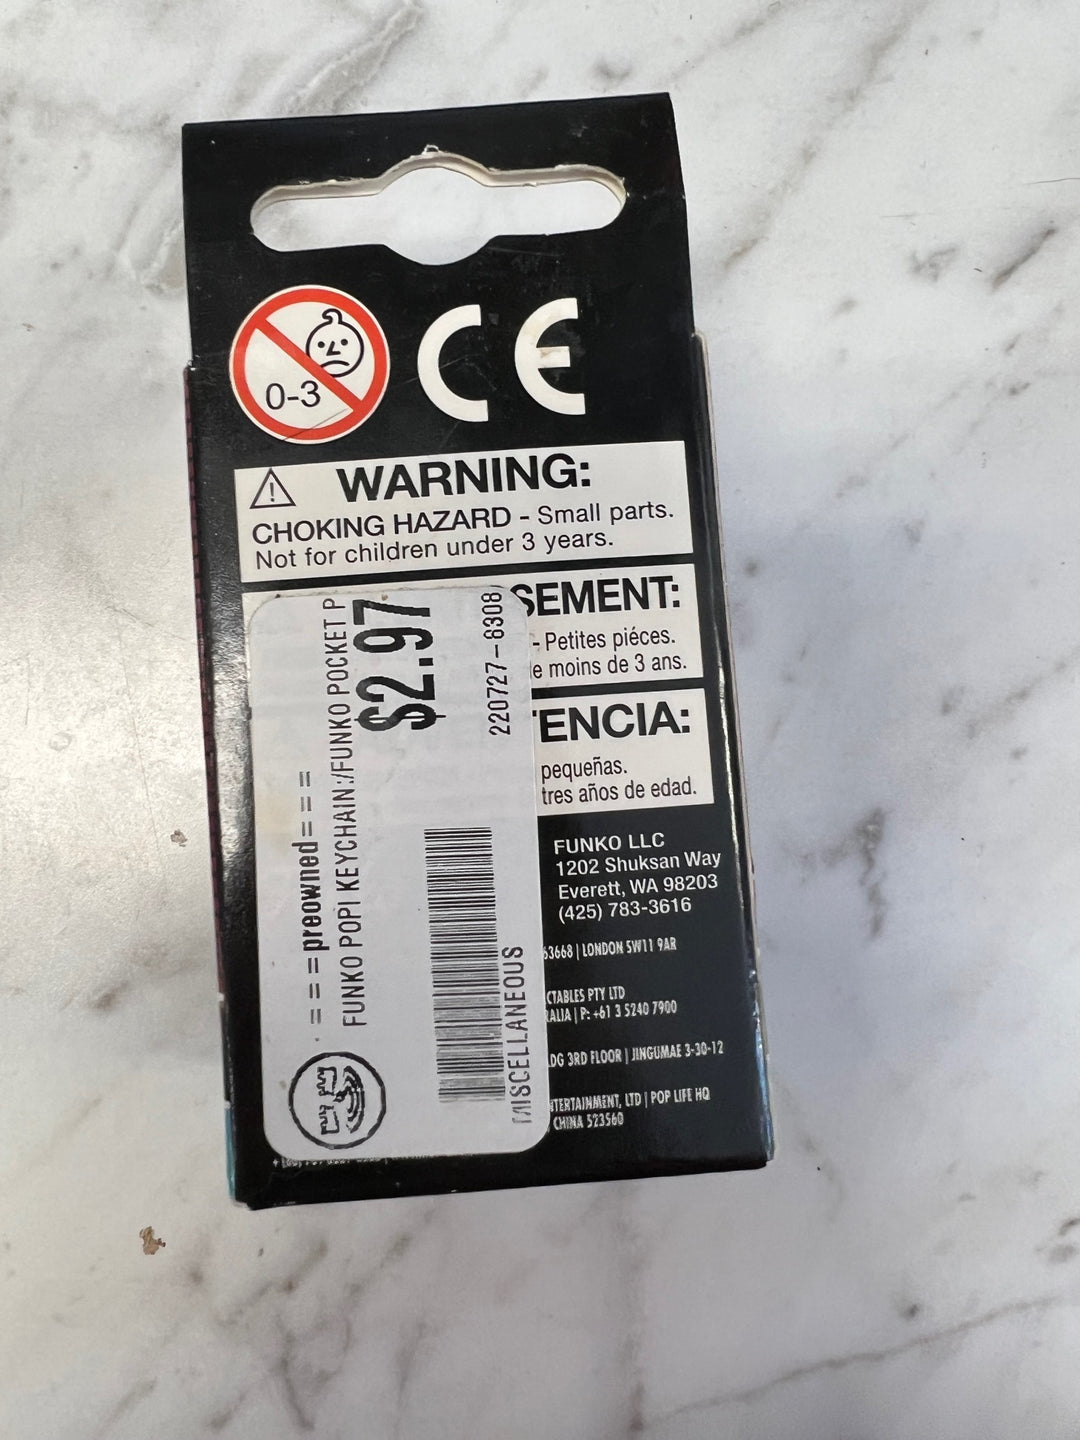 0-3
CE
WARNING:
CHOKING HAZARD - Small parts.
Not for children under 3 years.
SEMENT:
- Petites piéces.
e moins de 3 ans.
TENCIA:
pequeñas.
tres años de edad.
FUNKO LLC
1202 Shuksan Way
Everett, WA 98203
(425) 783-3616
63668 | LONDON SW11 9AR
CTABLES PTY LTD
RALIA | P: +61 3 5240 7900
LDG 3RD FLOOR | JINGUMAE 3-30-12
NTERTAINMENT, LTD | POP LIFE HQ
CHINA 523560
= = = =preowned= = = =
FUNKO POP! KEYCHAIN:/FUNKO POCKET P
$2.97
220727-6308
MISCELLANEOUS